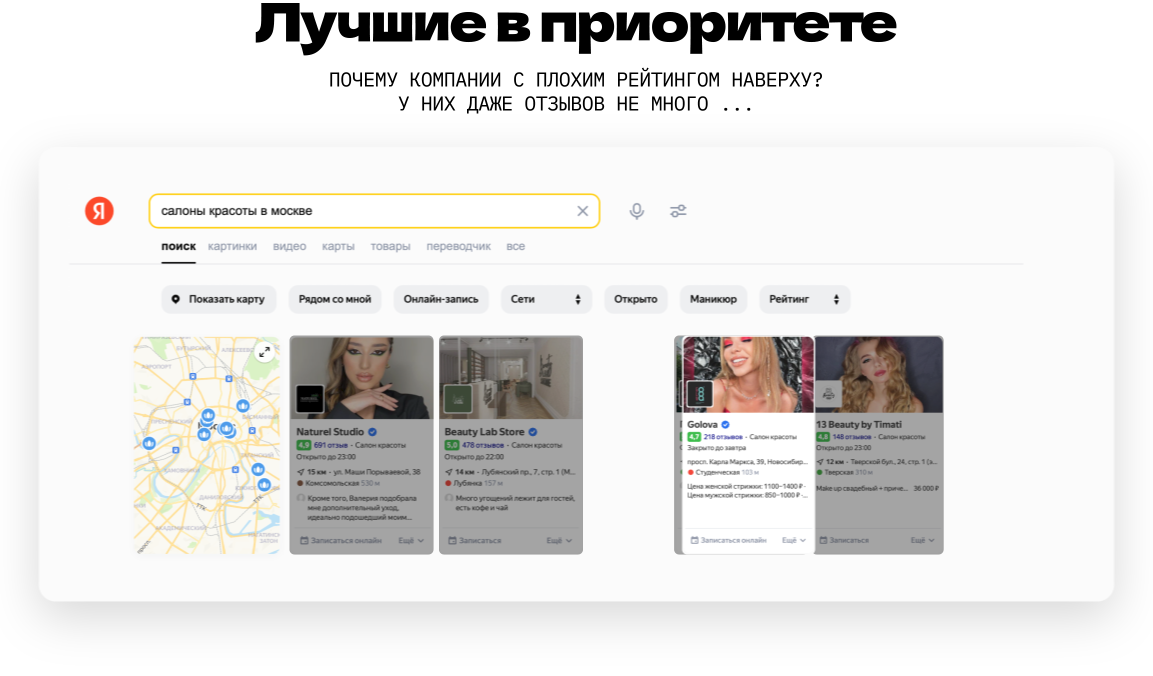 Лучшие в приоритете
ПОЧЕМУ КОМПАНИИ С ПЛОХИМ РЕЙТИНГОМ НАВЕРХУ?
У НИХ ДАЖЕ ОТЗЫВОВ НЕ МНОГО ...
Я
салоны красоты в москве
поиск картинки видео карты товары переводчик все
Показать карту Рядом со мной Онлайн-запись Сети Открыто Маникюр Рейтинг
Naturel Studio
4,9 691 отзыв · Салон красоты
Открыто до 23:00
15 км · ул. Маши Порываевой, 38
Комсомольская 530 м
Кроме того, Валерия подобрала
мне дополнительный уход,
идеально подошедший моим...
Записаться онлайн Ещё
Beauty Lab Store
5,0 478 отзывов · Салон красоты
Открыто до 22:00
14 км · Лубянский пр., 7, стр. 1 (М...
Лубянка 157 м
Много угощений лежит для гостей,
есть кофе и чай
Записаться Ещё
Golova
4,7 218 отзывов · Салон красоты
Закрыто до завтра
просп. Карла Маркса, 39, Новосибир...
Студенческая 103 м
Цена женской стрижки: 1100–1400 ₽ ·
Цена мужской стрижки: 850–1000 ₽ ·...
Записаться онлайн Ещё
13 Beauty by Timati
4,8 148 отзывов · Салон красоты
Открыто до 23:00
12 км · Тверской бул., 24, стр. 1 (э...
Тверская 310 м
Make up свадебный + приче... 36 000 ₽
Записаться Ещё